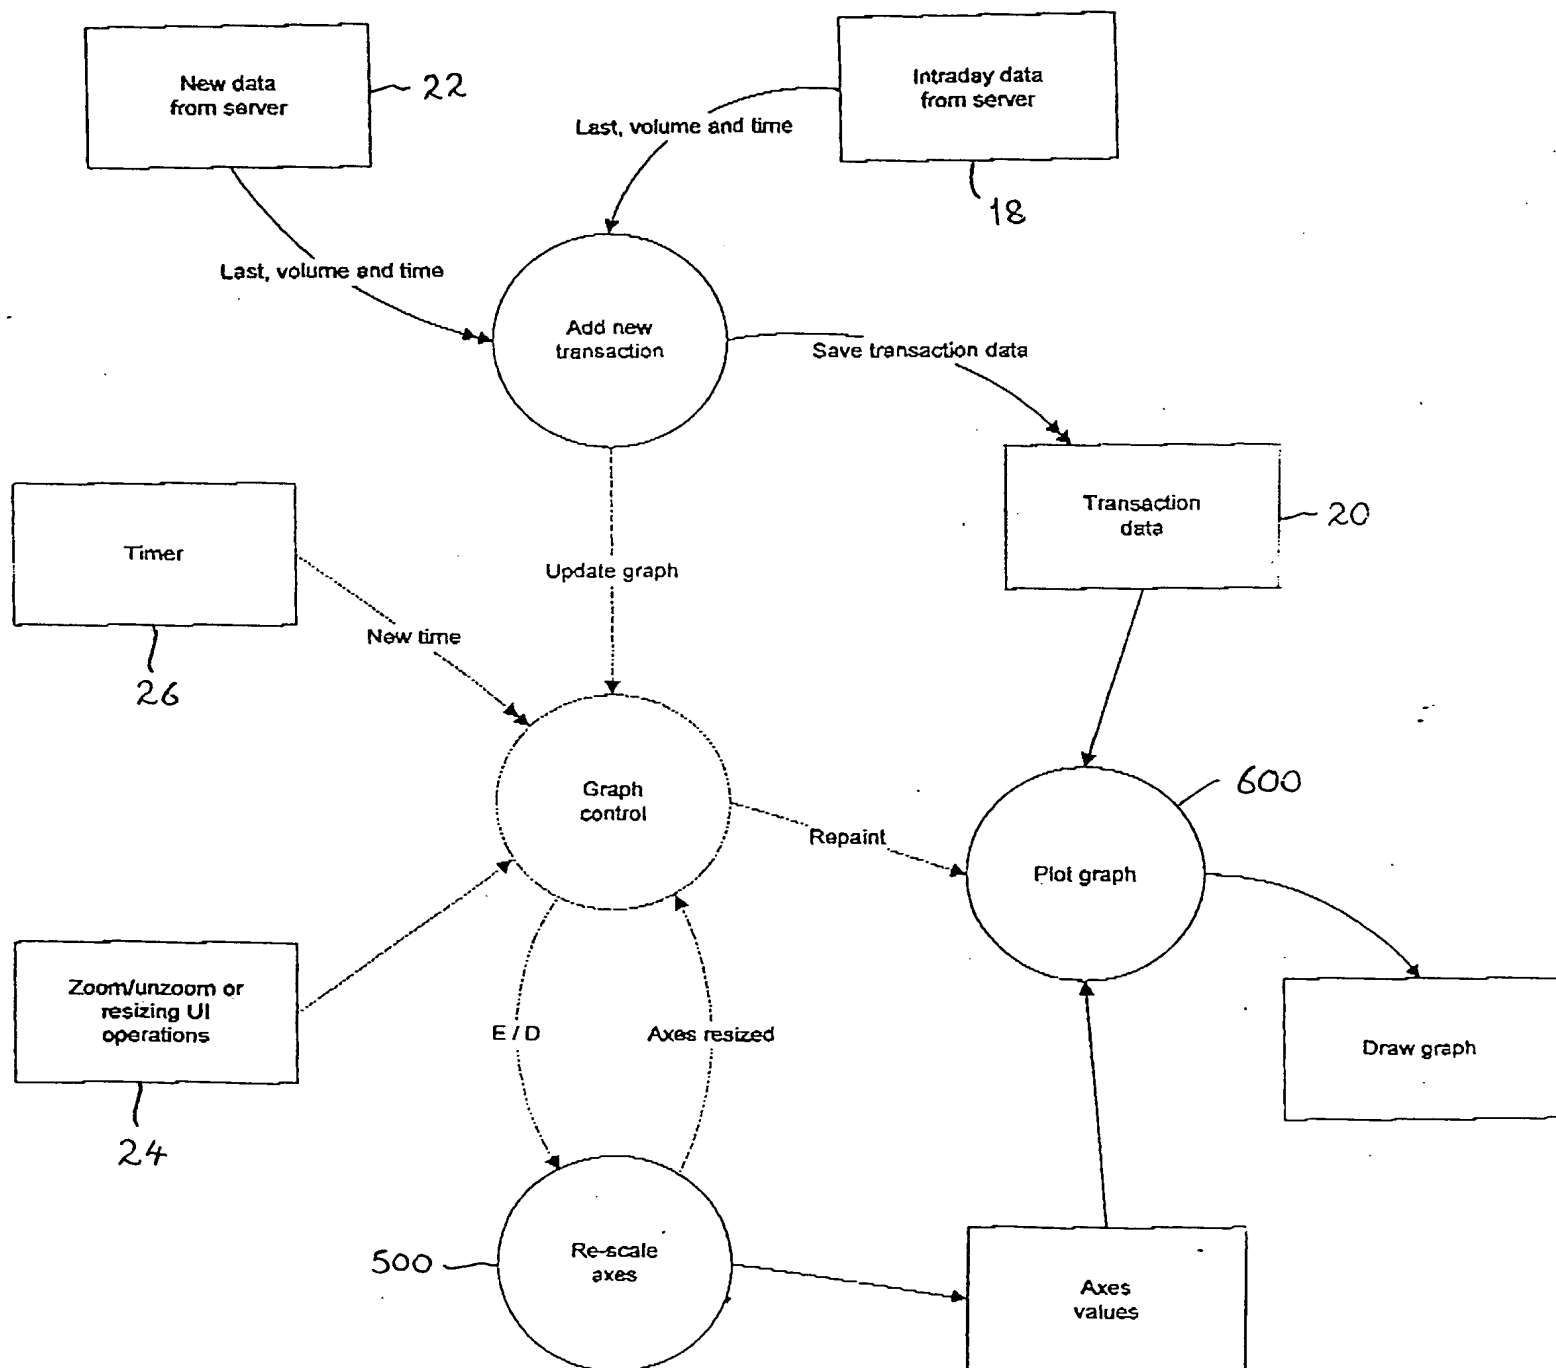 New data
from server
22
Intraday data
from server
18
Last, volume and time
Last, volume and time
Add new
transaction
Save transaction data
Transaction
data
20
Timer
26
Update graph
New time
Graph
control
Repaint
600
Plot graph
Zoom/unzoom or
resizing UI
operations
24
E / D
Axes resized
Draw graph
500
Re-scale
axes
Axes
values